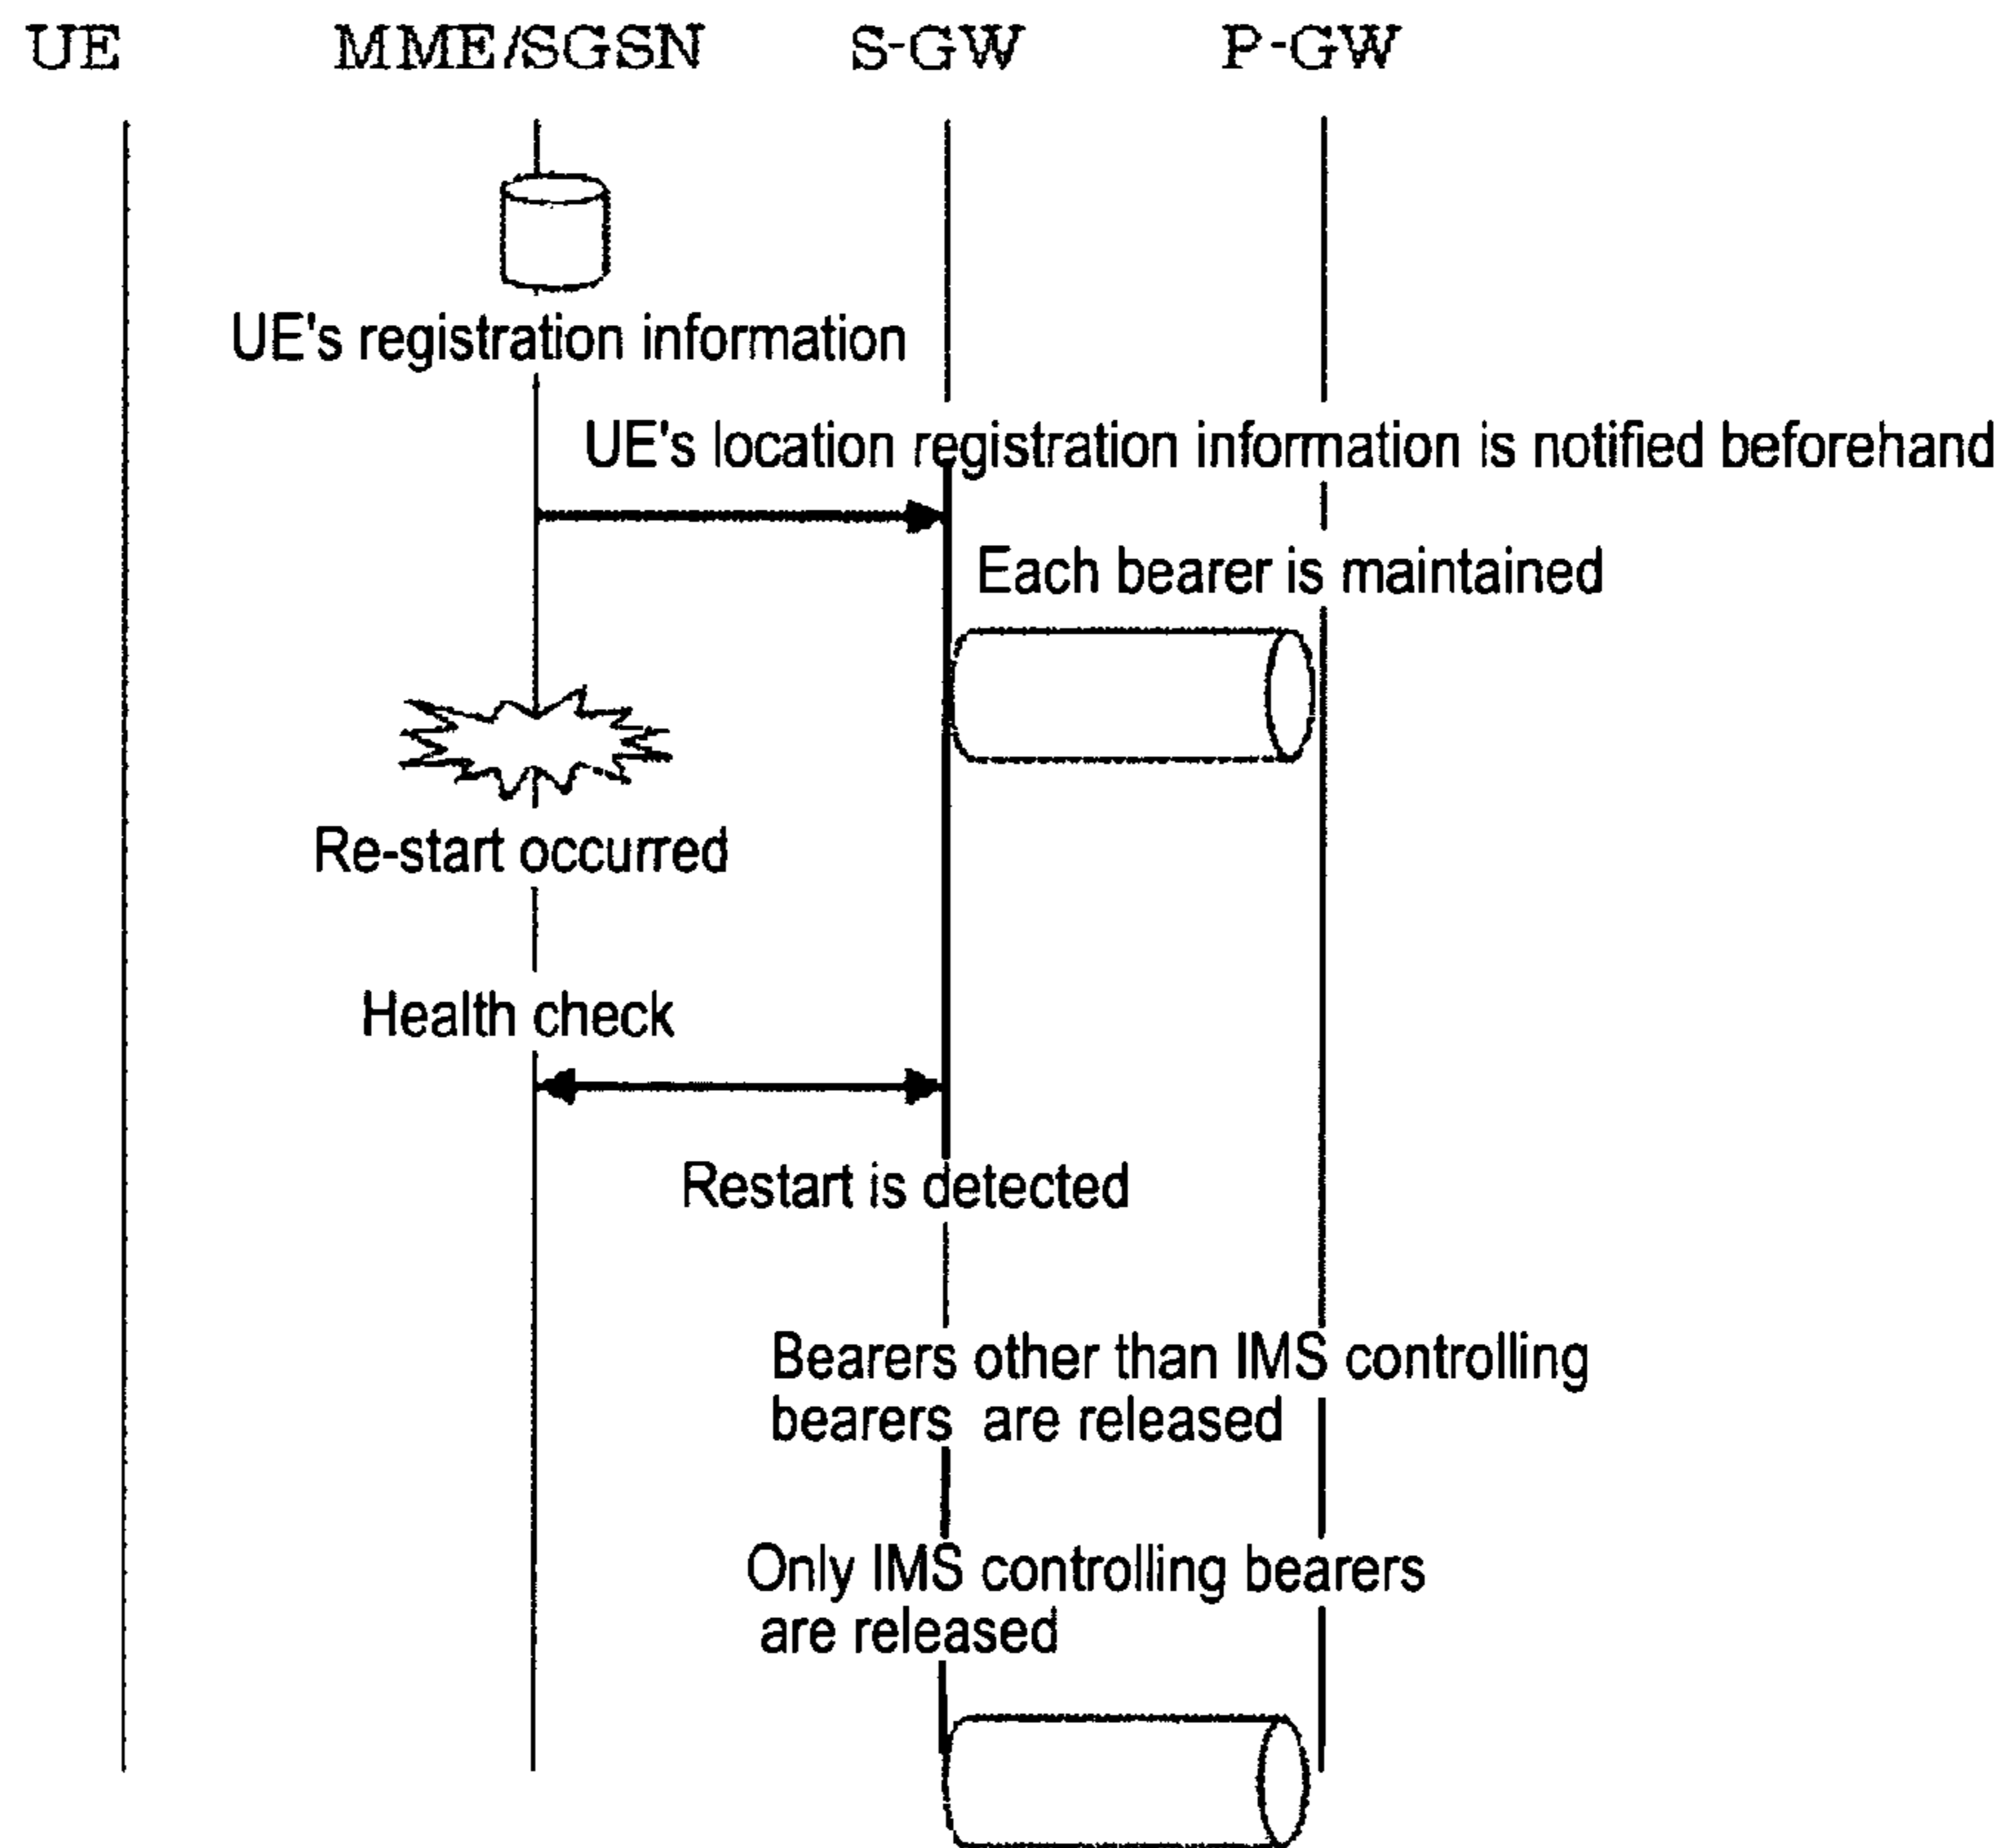 UE MME/SGSN S-GW P-GW
UE's registration information
UE's location registration information is notified beforehand
Each bearer is maintained
Re-start occurred
Health check
Restart is detected
Bearers other than IMS controlling
bearers are released
Only IMS controlling bearers
are released